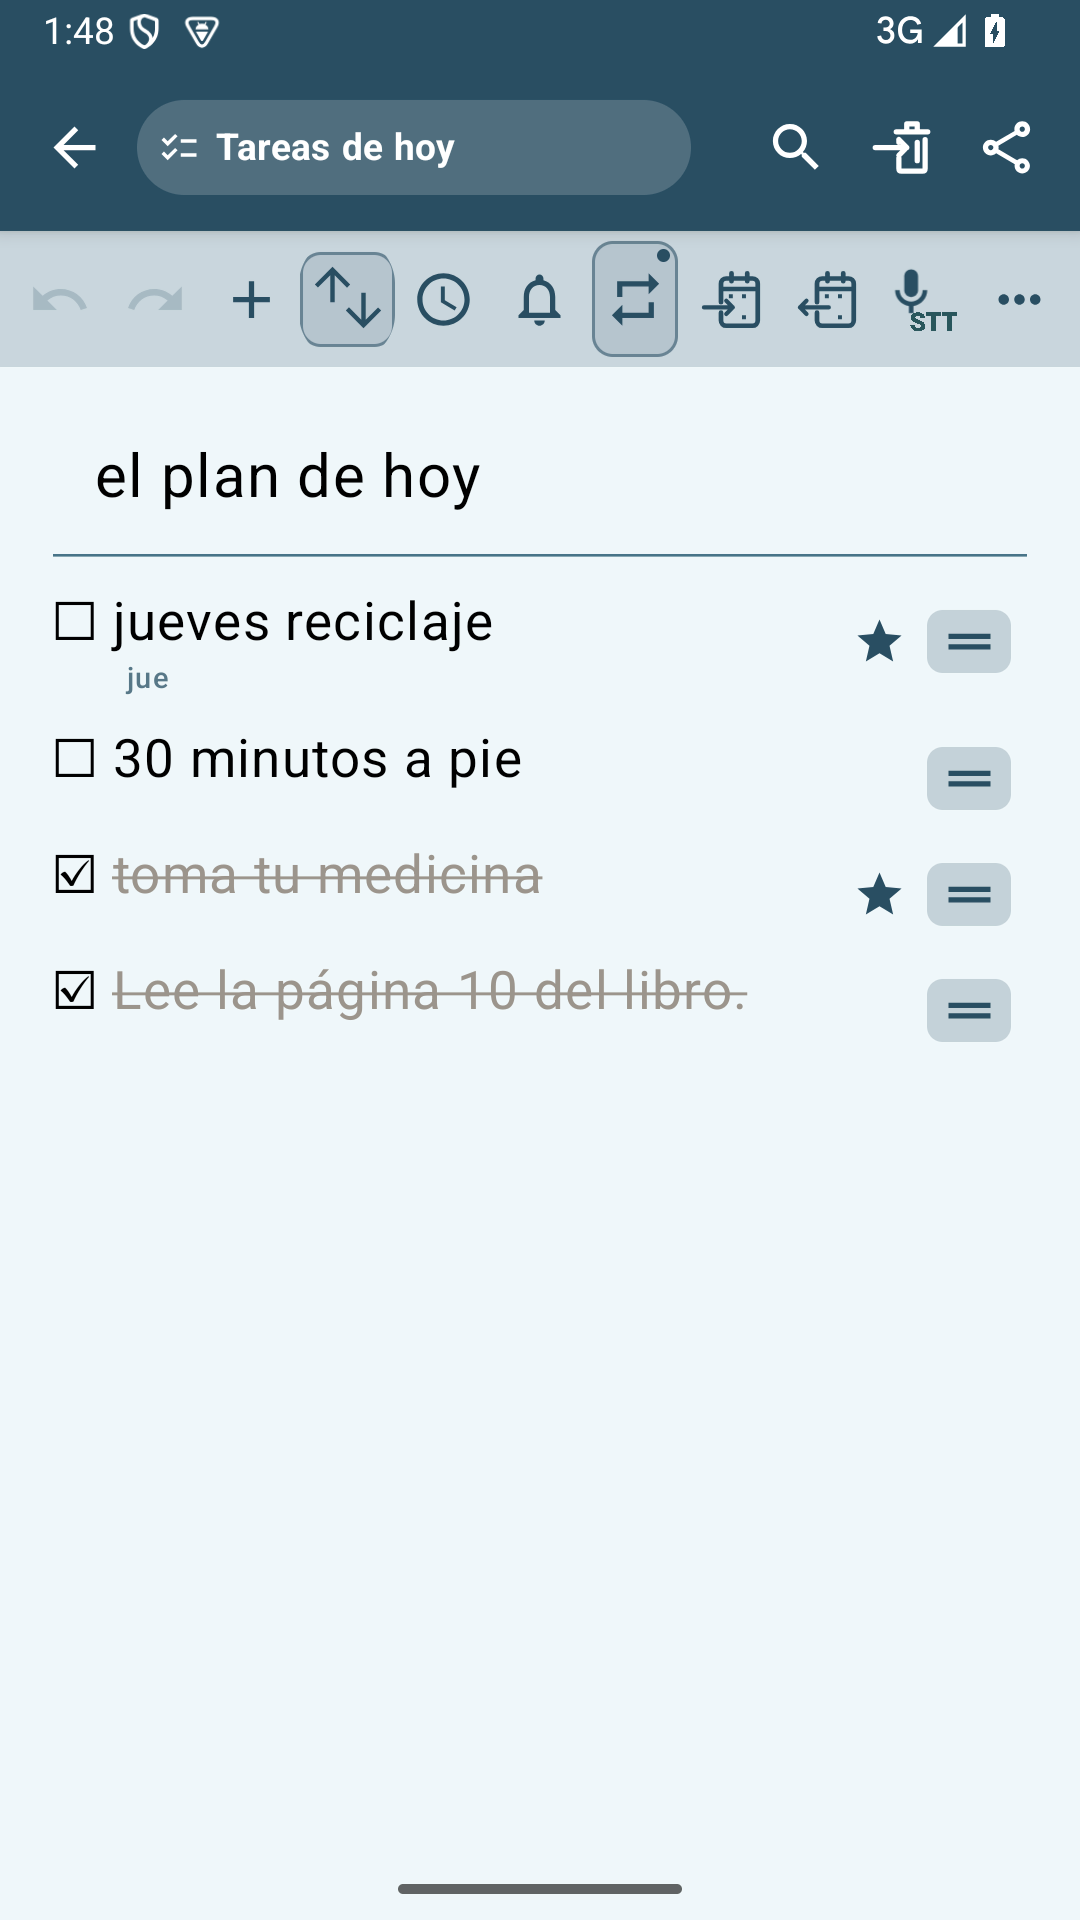 1:48
3G
Tareas de hoy
STT
el plan de hoy
jueves reciclaje
jue
30 minutos a pie
toma tu medicina
Lee la página 10 del libro.